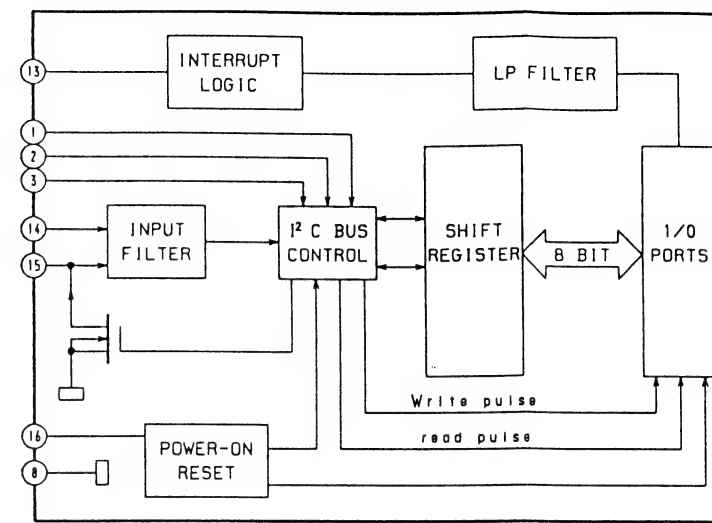 13
INTERRUPT
LOGIC
LP FILTER
1
2
3
14
INPUT
FILTER
I² C BUS
CONTROL
SHIFT
REGISTER
8 BIT
I/O
PORTS
15
Write pulse
read pulse
16
POWER-ON
RESET
8